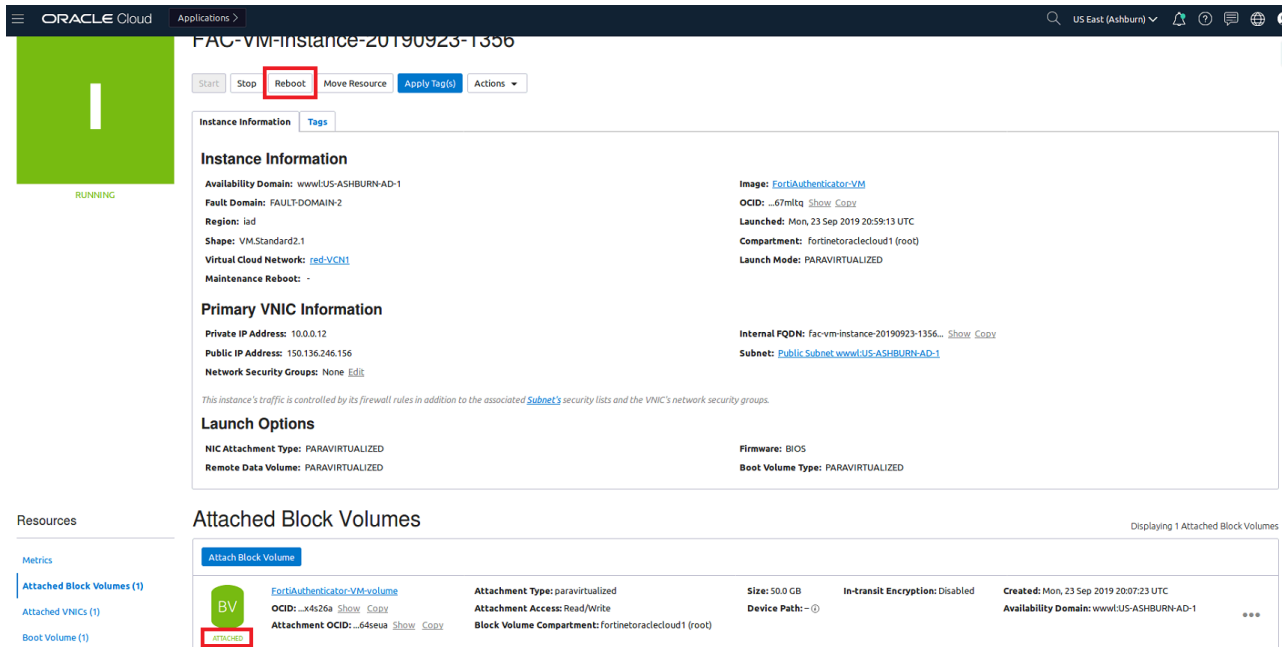 ORACLE Cloud Applications > US East (Ashburn)
FAC-VM-Instance-20190923-1356
Start Stop Reboot Move Resource Apply Tag(s) Actions
Instance Information Tags
I
RUNNING
Instance Information
Availability Domain: wwwl:US-ASHBURN-AD-1
Fault Domain: FAULT-DOMAIN-2
Region: iad
Shape: VM.Standard2.1
Virtual Cloud Network: red-VCN1
Maintenance Reboot: -
Image: FortiAuthenticator-VM
OCID: ...67mltq Show Copy
Launched: Mon, 23 Sep 2019 20:59:13 UTC
Compartment: fortinetoraclecloud1 (root)
Launch Mode: PARAVIRTUALIZED
Primary VNIC Information
Private IP Address: 10.0.0.12
Public IP Address: 150.136.246.156
Network Security Groups: None Edit
Internal FQDN: fac-vm-instance-20190923-1356... Show Copy
Subnet: Public Subnet wwwl:US-ASHBURN-AD-1
This instance's traffic is controlled by its firewall rules in addition to the associated Subnet's security lists and the VNIC's network security groups.
Launch Options
NIC Attachment Type: PARAVIRTUALIZED
Remote Data Volume: PARAVIRTUALIZED
Firmware: BIOS
Boot Volume Type: PARAVIRTUALIZED
Resources
Metrics
Attached Block Volumes (1)
Attached VNICs (1)
Boot Volume (1)
Attached Block Volumes
Displaying 1 Attached Block Volumes
Attach Block Volume
BV
ATTACHED
FortiAuthenticator-VM-volume
OCID: ...x4s26a Show Copy
Attachment OCID: ...64seua Show Copy
Attachment Type: paravirtualized
Attachment Access: Read/Write
Block Volume Compartment: fortinetoraclecloud1 (root)
Size: 50.0 GB
Device Path: –
In-transit Encryption: Disabled
Created: Mon, 23 Sep 2019 20:07:23 UTC
Availability Domain: wwwl:US-ASHBURN-AD-1